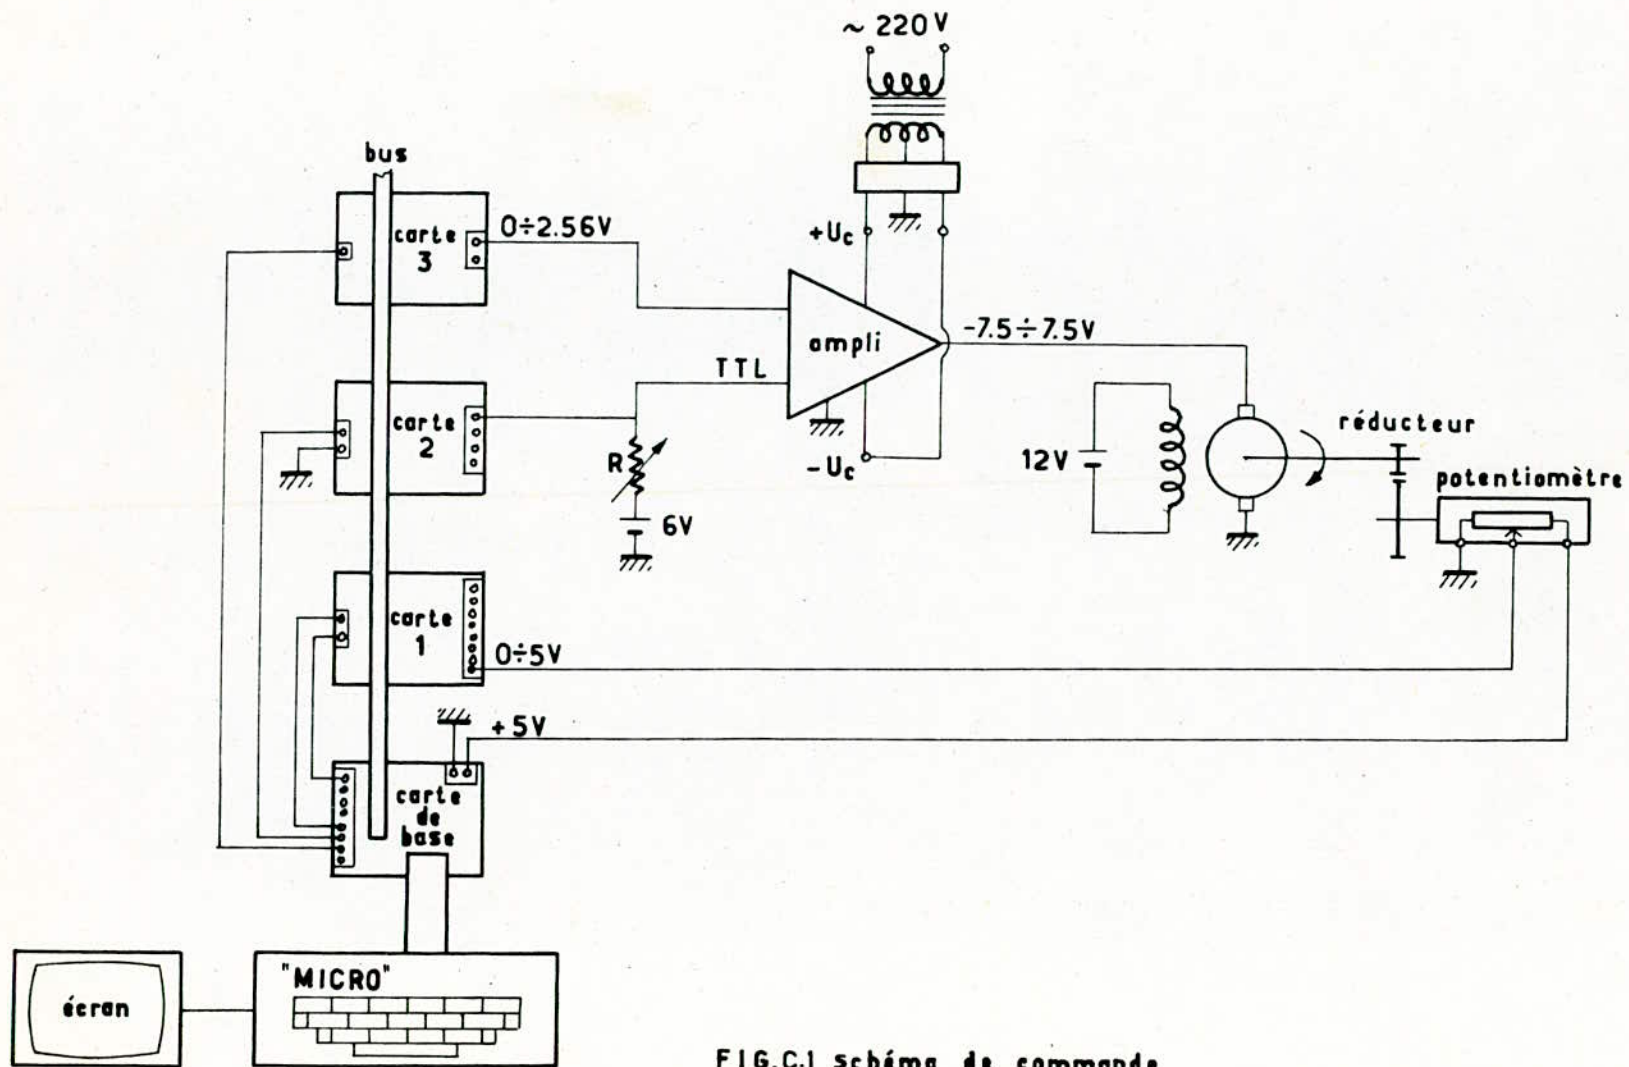 ~ 220V
bus
carte
3
0÷2.56V
+Uc
ampli
-7.5÷7.5V
TTL
carte
2
R
6V
-Uc
12V
réducteur
potentiomètre
carte
1
0÷5V
+5V
carte
de
base
"MICRO"
écran
FIG.C.1 schéma de commande